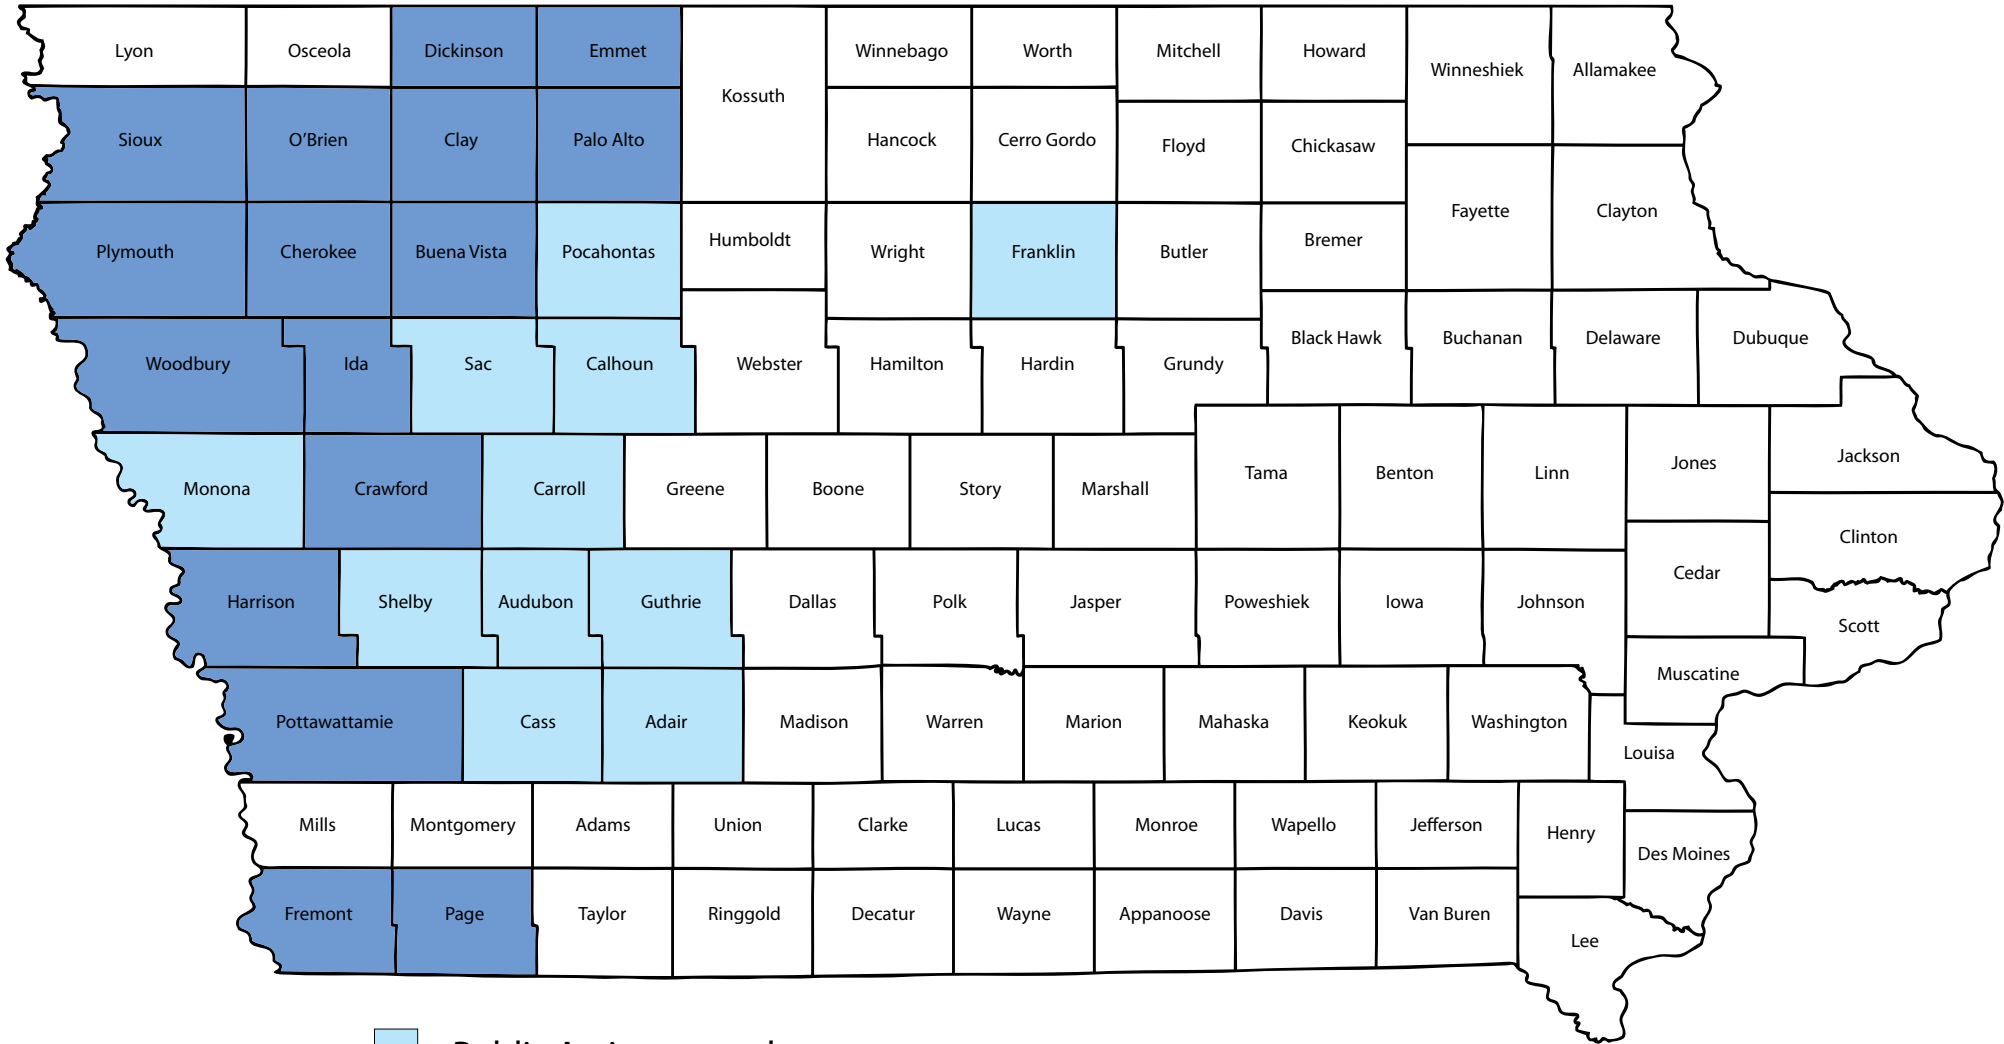 Lyon
Osceola
Dickinson
Emmet
Kossuth
Winnebago
Worth
Mitchell
Howard
Winneshiek
Allamakee
Sioux
O’Brien
Clay
Palo Alto
Hancock
Cerro Gordo
Floyd
Chickasaw
Plymouth
Cherokee
Buena Vista
Pocahontas
Humboldt
Wright
Franklin
Butler
Bremer
Fayette
Clayton
Woodbury
Ida
Sac
Calhoun
Webster
Hamilton
Hardin
Grundy
Black Hawk
Buchanan
Delaware
Dubuque
Monona
Crawford
Carroll
Greene
Boone
Story
Marshall
Tama
Benton
Linn
Jones
Jackson
Clinton
Harrison
Shelby
Audubon
Guthrie
Dallas
Polk
Jasper
Poweshiek
Iowa
Johnson
Cedar
Scott
Muscatine
Pottawattamie
Cass
Adair
Madison
Warren
Marion
Mahaska
Keokuk
Washington
Louisa
Mills
Montgomery
Adams
Union
Clarke
Lucas
Monroe
Wapello
Jefferson
Henry
Des Moines
Fremont
Page
Taylor
Ringgold
Decatur
Wayne
Appanoose
Davis
Van Buren
Lee